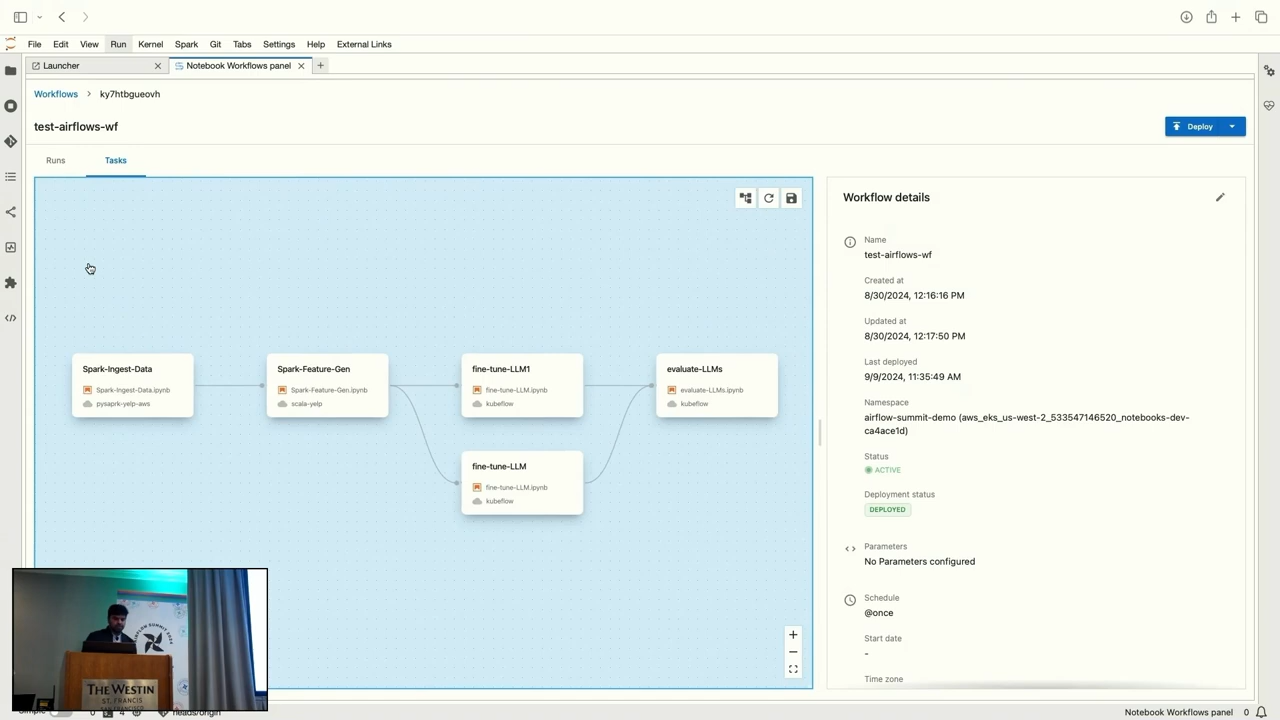 File Edit View Run Kernel Spark Git Tabs Settings Help External Links
Launcher
Notebook Workflows panel
Workflows > ky7htbgueovh
test-airflows-wf
Deploy
Runs
Tasks
Spark-Ingest-Data
Spark-Ingest-Data.ipynb
pysaprk-yelp-aws
Spark-Feature-Gen
Spark-Feature-Gen.ipynb
scala-yelp
fine-tune-LLM1
fine-tune-LLM.ipynb
kubeflow
evaluate-LLMs
evaluate-LLMs.ipynb
kubeflow
fine-tune-LLM
fine-tune-LLM.ipynb
kubeflow
Workflow details
Name
test-airflows-wf
Created at
8/30/2024, 12:16:16 PM
Updated at
8/30/2024, 12:17:50 PM
Last deployed
9/9/2024, 11:35:49 AM
Namespace
airflow-summit-demo (aws_eks_us-west-2_533547146520_notebooks-dev-
ca4ace1d)
Status
ACTIVE
Deployment status
DEPLOYED
Parameters
No Parameters configured
Schedule
@once
Start date
-
Time zone
THE WESTIN
ST. FRANCIS
Notebook Workflows panel 0